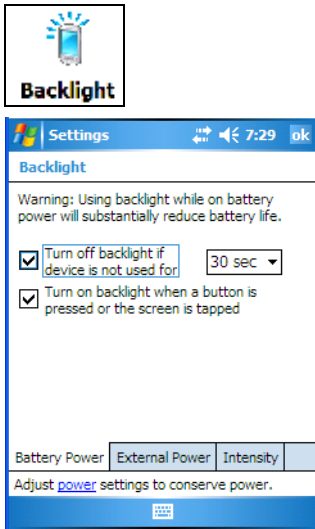 Backlight
Settings 7:29 ok
Backlight
Warning: Using backlight while on battery
power will substantially reduce battery life.
Turn off backlight if
device is not used for 30 sec
Turn on backlight when a button is
pressed or the screen is tapped
Battery Power External Power Intensity
Adjust power settings to conserve power.